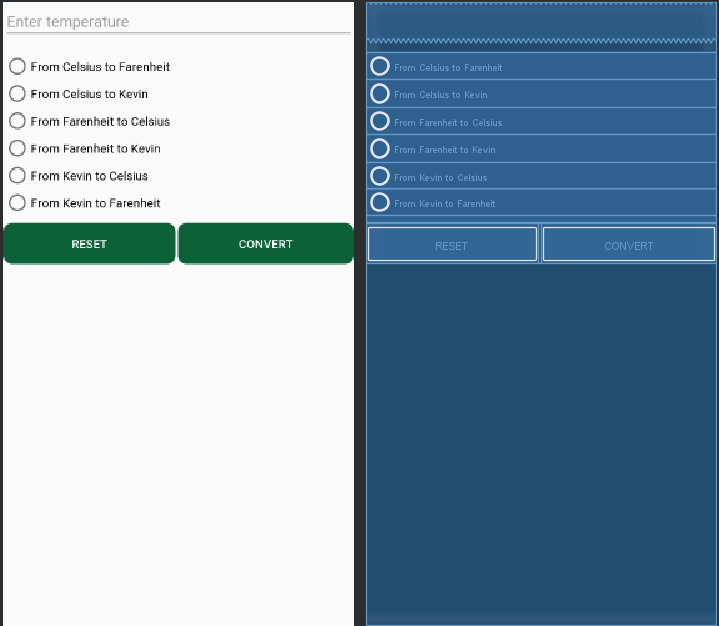 Enter temperature
From Celsius to Farenheit
From Celsius to Kevin
From Farenheit to Celsius
From Farenheit to Kevin
From Kevin to Celsius
From Kevin to Farenheit
RESET CONVERT
From Celsius to Farenheit
From Celsius to Kevin
From Farenheit to Celsius
From Farenheit to Kevin
From Kevin to Celsius
From Kevin to Farenheit
RESET CONVERT